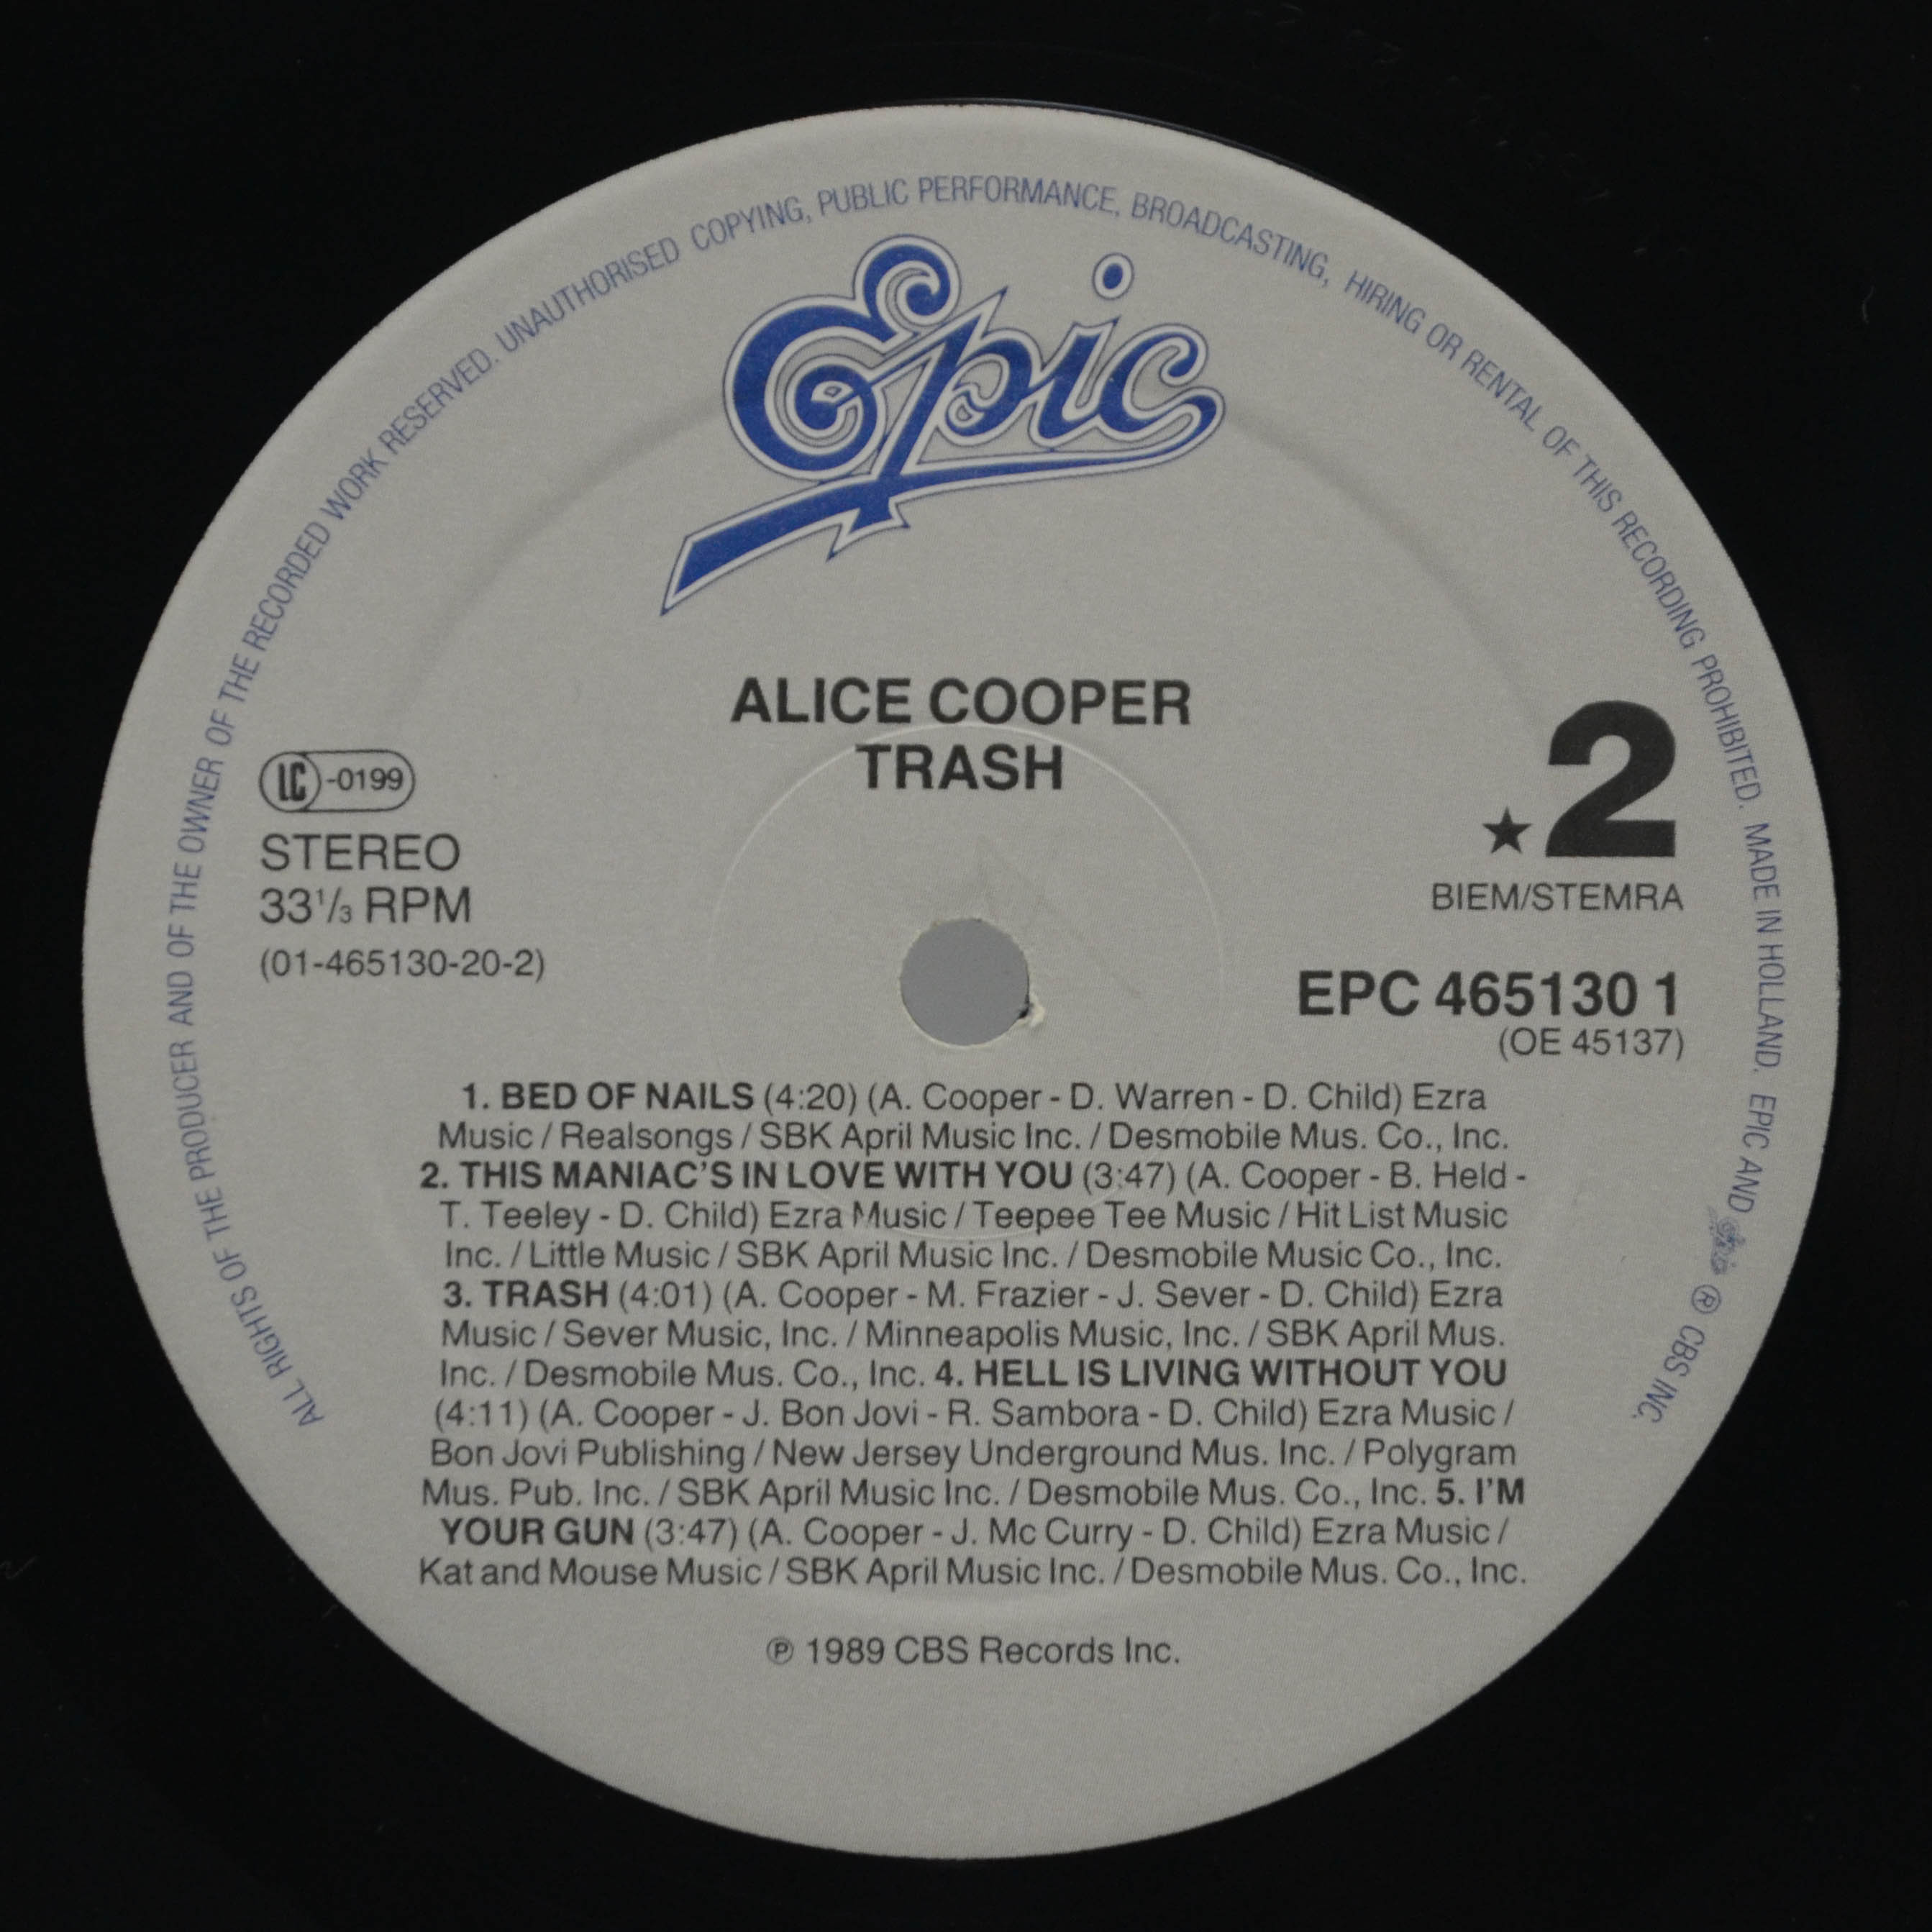 ALL RIGHTS OF THE PRODUCER AND OF THE OWNER OF THE RECORDED WORK RESERVED. UNAUTHORISED COPYING, PUBLIC PERFORMANCE, BROADCASTING, HIRING OR RENTAL OF THIS RECORDING PROHIBITED. MADE IN HOLLAND. EPIC AND Epic ® CBS INC.
Epic
ALICE COOPER
TRASH
LC -0199
STEREO
33 1/3 RPM
(01-465130-20-2)
★2
BIEM/STEMRA
EPC 465130 1
(OE 45137)
1. BED OF NAILS (4:20) (A. Cooper - D. Warren - D. Child) Ezra
Music / Realsongs / SBK April Music Inc. / Desmobile Mus. Co., Inc.
2. THIS MANIAC'S IN LOVE WITH YOU (3:47) (A. Cooper - B. Held -
T. Teeley - D. Child) Ezra Music / Teepee Tee Music / Hit List Music
Inc. / Little Music / SBK April Music Inc. / Desmobile Music Co., Inc.
3. TRASH (4:01) (A. Cooper - M. Frazier - J. Sever - D. Child) Ezra
Music / Sever Music, Inc. / Minneapolis Music, Inc. / SBK April Mus.
Inc. / Desmobile Mus. Co., Inc. 4. HELL IS LIVING WITHOUT YOU
(4:11) (A. Cooper - J. Bon Jovi - R. Sambora - D. Child) Ezra Music /
Bon Jovi Publishing / New Jersey Underground Mus. Inc. / Polygram
Mus. Pub. Inc. / SBK April Music Inc. / Desmobile Mus. Co., Inc. 5. I'M
YOUR GUN (3:47) (A. Cooper - J. Mc Curry - D. Child) Ezra Music /
Kat and Mouse Music / SBK April Music Inc. / Desmobile Mus. Co., Inc.
℗ 1989 CBS Records Inc.